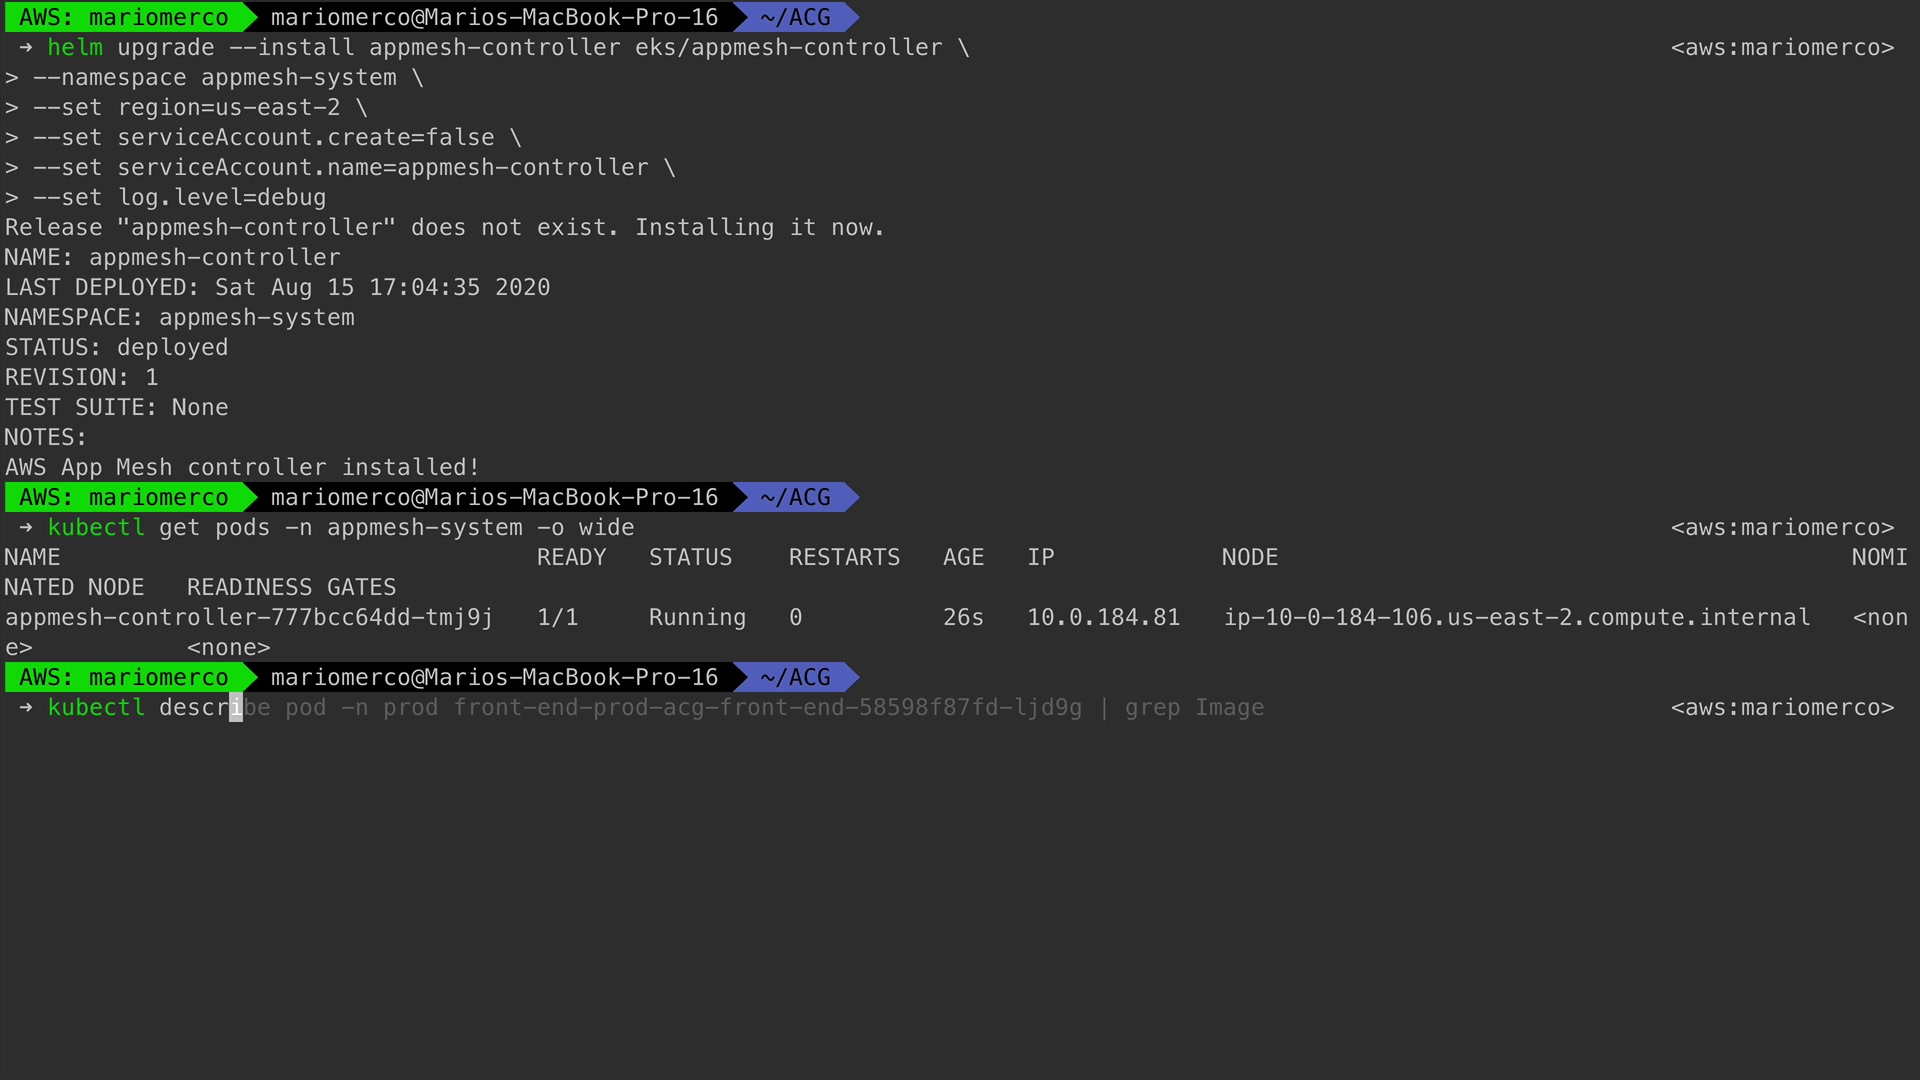 AWS: mariomerco mariomerco@Marios-MacBook-Pro-16 ~/ACG
→ helm upgrade --install appmesh-controller eks/appmesh-controller \ <aws:mariomerco>
> --namespace appmesh-system \
> --set region=us-east-2 \
> --set serviceAccount.create=false \
> --set serviceAccount.name=appmesh-controller \
> --set log.level=debug
Release "appmesh-controller" does not exist. Installing it now.
NAME: appmesh-controller
LAST DEPLOYED: Sat Aug 15 17:04:35 2020
NAMESPACE: appmesh-system
STATUS: deployed
REVISION: 1
TEST SUITE: None
NOTES:
AWS App Mesh controller installed!
AWS: mariomerco mariomerco@Marios-MacBook-Pro-16 ~/ACG
→ kubectl get pods -n appmesh-system -o wide <aws:mariomerco>
NAME READY STATUS RESTARTS AGE IP NODE NOMI
NATED NODE READINESS GATES
appmesh-controller-777bcc64dd-tmj9j 1/1 Running 0 26s 10.0.184.81 ip-10-0-184-106.us-east-2.compute.internal <non
e> <none>
AWS: mariomerco mariomerco@Marios-MacBook-Pro-16 ~/ACG
→ kubectl describe pod -n prod front-end-prod-acg-front-end-58598f87fd-ljd9g | grep Image <aws:mariomerco>